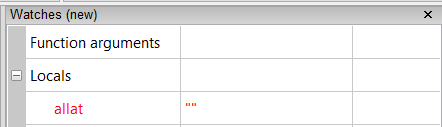 Watches (new)
Function arguments
Locals
allat ""